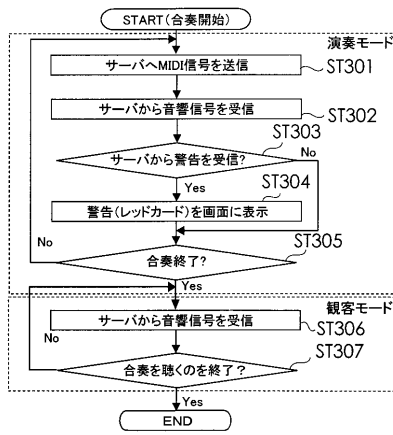 START(合奏開始)
演奏モード
サーバへMIDI信号を送信
ST301
サーバから音響信号を受信
ST302
ST303
サーバから警告を受信?
No
Yes
ST304
警告(レッドカード)を画面に表示
No
ST305
合奏終了?
Yes
観客モード
サーバから音響信号を受信
ST306
No
ST307
合奏を聴くのを終了?
Yes
END